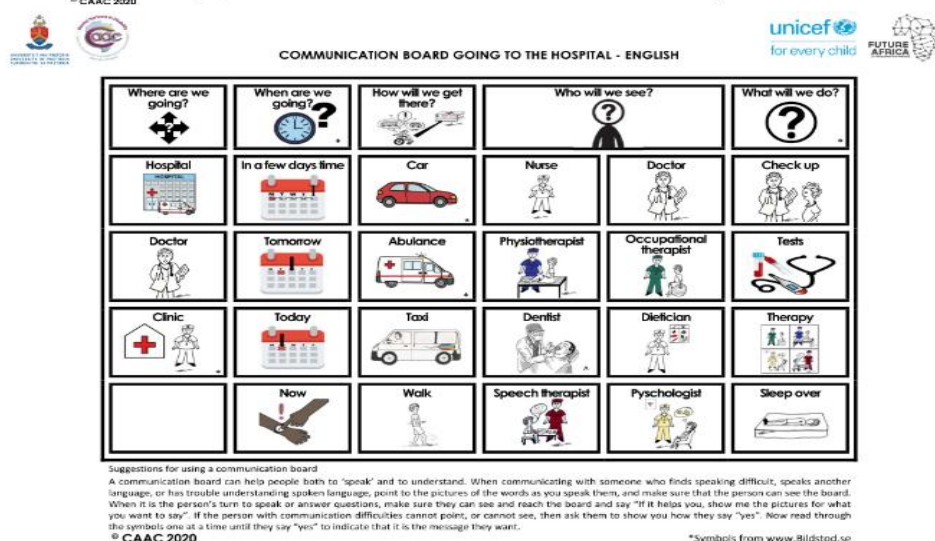 © CAAC 2020
unicef
for every child
FUTURE
AFRICA
COMMUNICATION BOARD GOING TO THE HOSPITAL - ENGLISH
Where are we going?
When are we going?
How will we get there?
Who will we see?
What will we do?
Hospital
In a few days time
Car
Nurse
Doctor
Check up
Doctor
Tomorrow
Abulance
Physiotherapist
Occupational therapist
Tests
Clinic
Today
Taxi
Dentist
Dietician
Therapy
Now
Walk
Speech therapist
Pyschologist
Sleep over
Suggestions for using a communication board
A communication board can help people both to 'speak' and to understand. When communicating with someone who finds speaking difficult, speaks another
language, or has trouble understanding spoken language, point to the pictures of the words as you speak them, and make sure that the person can see the board.
When it is the person's turn to speak or answer questions, make sure they can see and reach the board and say "If it helps you, show me the pictures for what
you want to say". If the person with communication difficulties cannot point, or cannot see, then ask them to show you how they say "yes". Now read through
the symbols one at a time until they say "yes" to indicate that it is the message they want.
© CAAC 2020
*Symbols from www.Bildstod.se